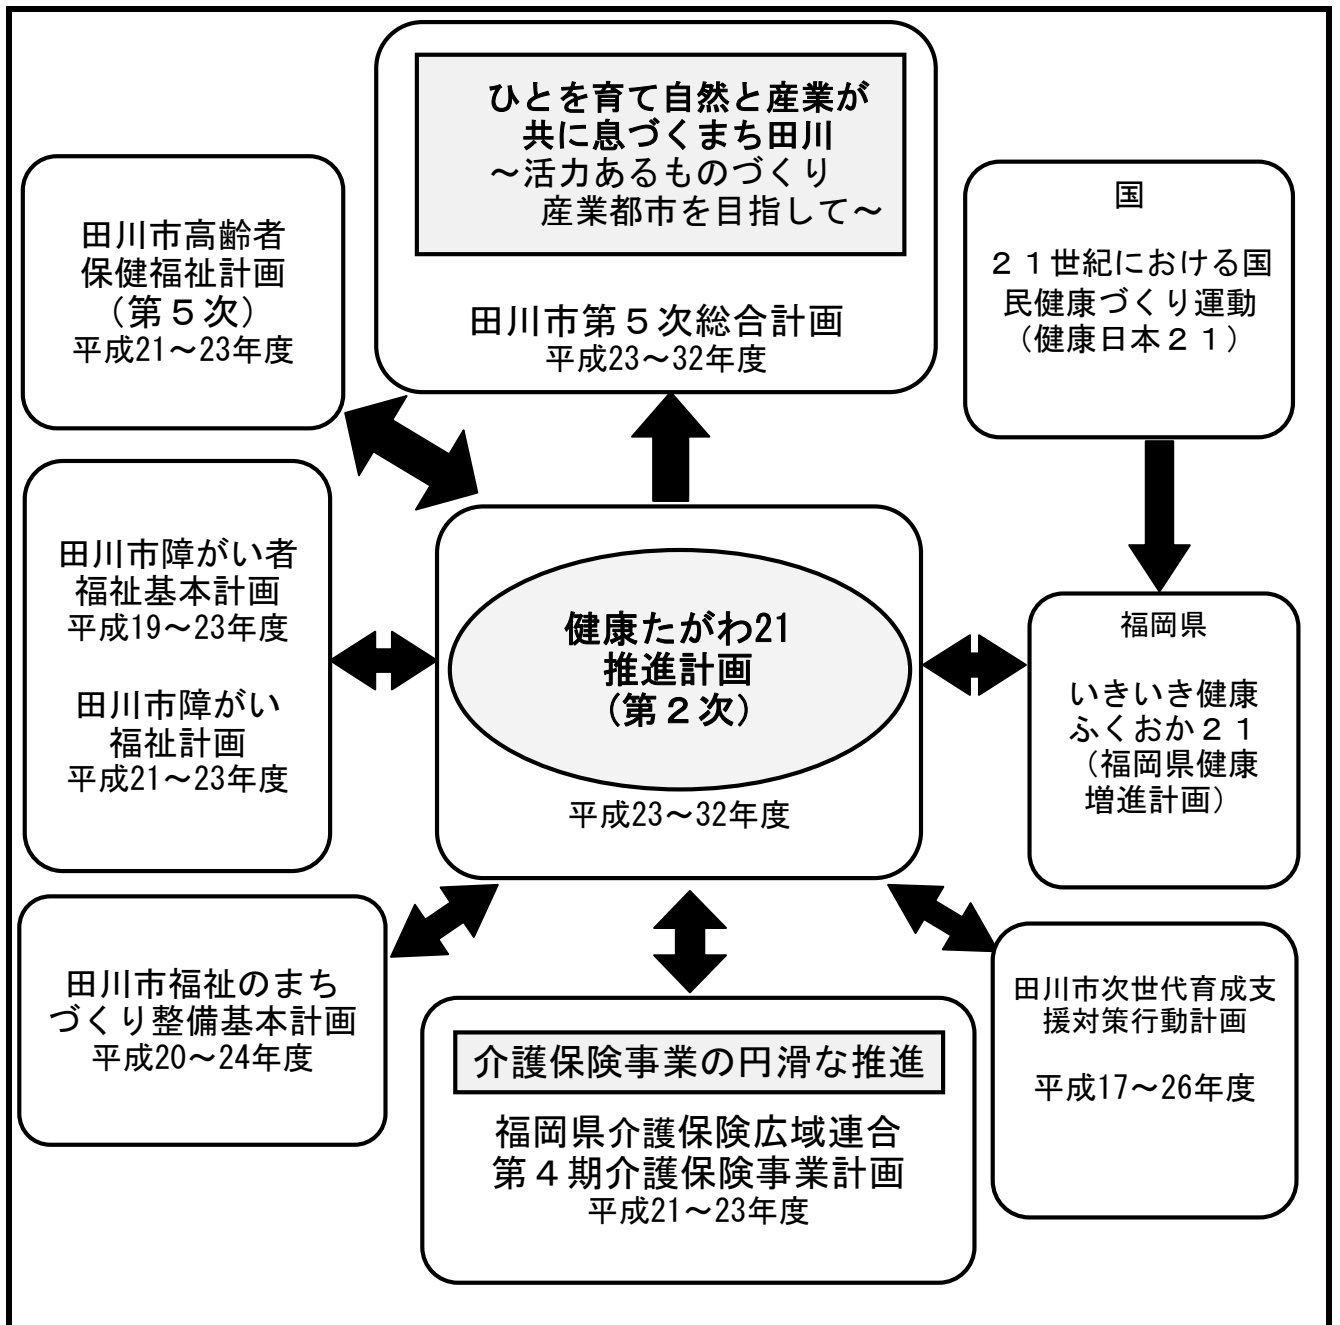 ひとを育て自然と産業が
共に息づくまち田川
～活力あるものづくり
産業都市を目指して～
田川市第５次総合計画
平成23～32年度
田川市高齢者
保健福祉計画
（第５次）
平成21～23年度
国
２１世紀における国
民健康づくり運動
（健康日本２１）
田川市障がい者
福祉基本計画
平成19～23年度
田川市障がい
福祉計画
平成21～23年度
健康たがわ21
推進計画
（第２次）
平成23～32年度
福岡県
いきいき健康
ふくおか２１
（福岡県健康
増進計画）
田川市福祉のまち
づくり整備基本計画
平成20～24年度
介護保険事業の円滑な推進
福岡県介護保険広域連合
第４期介護保険事業計画
平成21～23年度
田川市次世代育成支
援対策行動計画
平成17～26年度